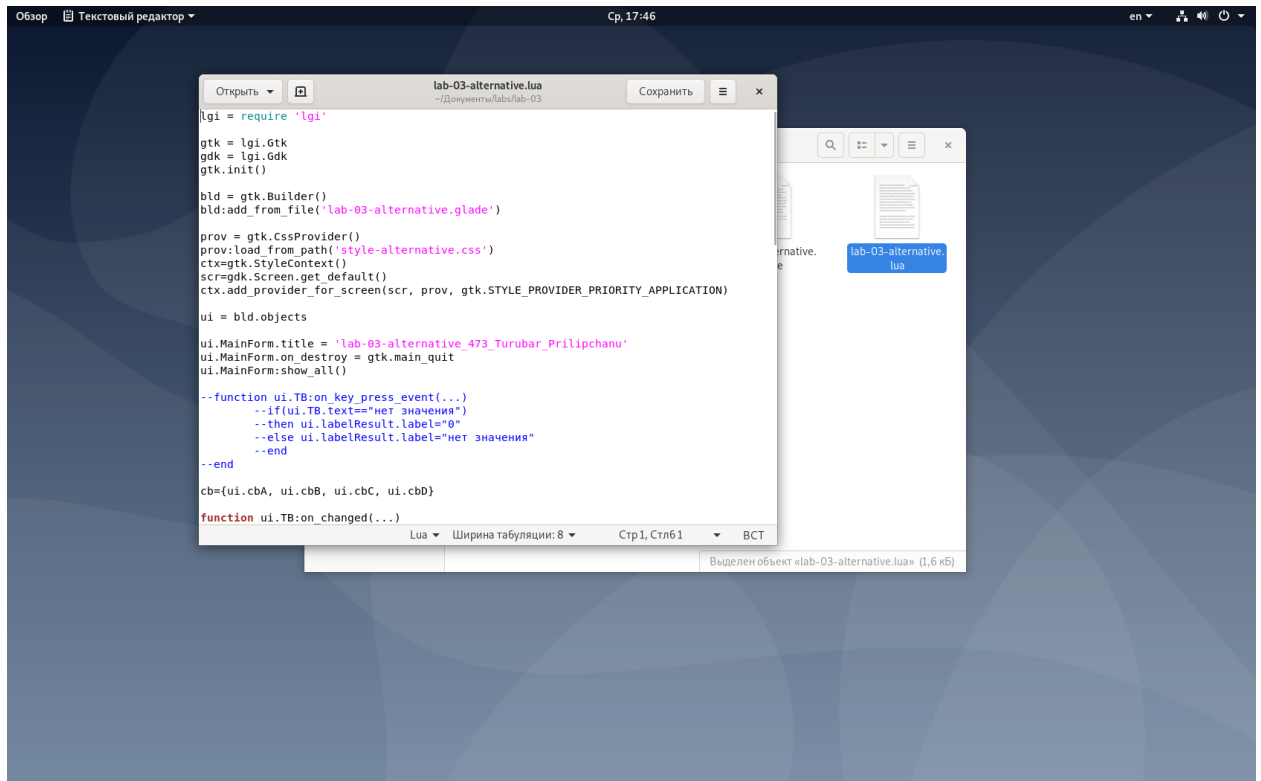 Обзор Текстовый редактор Ср, 17:46 en
Открыть lab-03-alternative.lua Сохранить
~/Документы/labs/lab-03
lgi = require 'lgi'
gtk = lgi.Gtk
gdk = lgi.Gdk
gtk.init()
bld = gtk.Builder()
bld:add_from_file('lab-03-alternative.glade')
prov = gtk.CssProvider()
prov:load_from_path('style-alternative.css')
ctx=gtk.StyleContext()
scr=gdk.Screen.get_default()
ctx.add_provider_for_screen(scr, prov, gtk.STYLE_PROVIDER_PRIORITY_APPLICATION)
ui = bld.objects
ui.MainForm.title = 'lab-03-alternative_473_Turubar_Prilipchanu'
ui.MainForm.on_destroy = gtk.main_quit
ui.MainForm:show_all()
--function ui.TB:on_key_press_event(...)
--if(ui.TB.text=="нет значения")
--then ui.labelResult.label="0"
--else ui.labelResult.label="нет значения"
--end
--end
cb={ui.cbA, ui.cbB, ui.cbC, ui.cbD}
function ui.TB:on_changed(...)
Lua Ширина табуляции: 8 Стр 1, Стлб 1 ВСТ
lab-03-alternative.
lua
Выделен объект «lab-03-alternative.lua» (1,6 кБ)